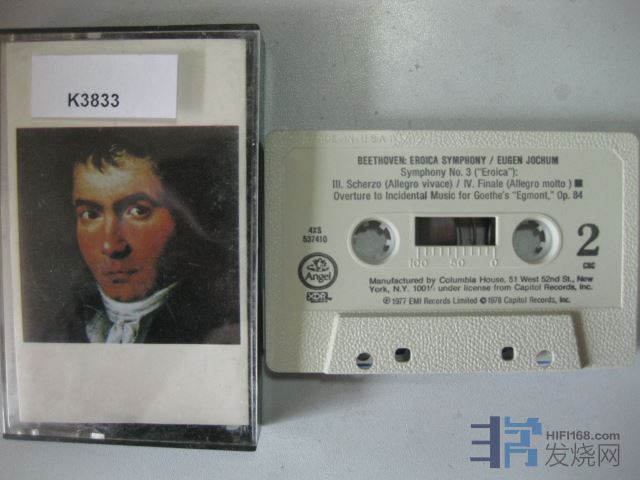 K3833
MADE IN U.S.A.
BEETHOVEN: EROICA SYMPHONY / EUGEN JOCHUM
Symphony No. 3 ("Eroica"):
III. Scherzo (Allegro vivace) / IV. Finale (Allegro molto) ■
Overture to Incidental Music for Goethe's "Egmont," Op. 84
4XS
537410
2
CRC
100 50 0
Angel
XDR
Manufactured by Columbia House, 51 West 52nd St., New
York, N.Y. 10019 under license from Capitol Records, Inc.
℗ 1977 EMI Records Limited © 1978 Capitol Records, Inc.
HIFI168.com
发烧网